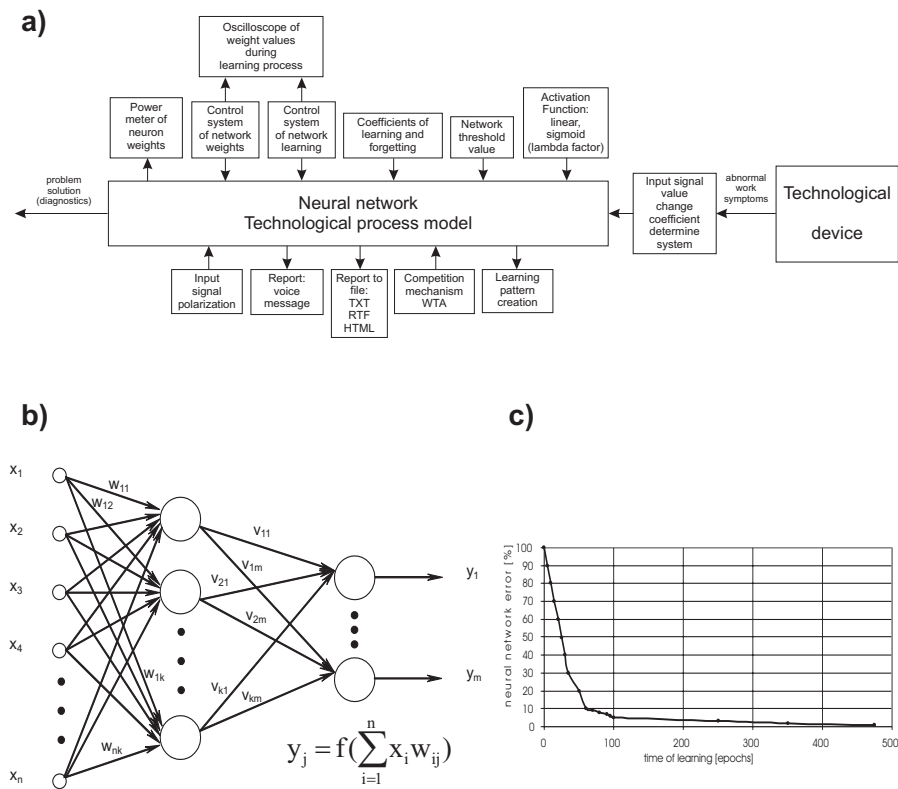 a)
Oscilloscope of
weight values
during
learning process
Power
meter of
neuron
weights
Control
system
of network
weights
Control
system
of network
learning
Coefficients of
learning and
forgetting
Network
threshold
value
Activation
Function:
linear,
sigmoid
(lambda factor)
problem
solution
(diagnostics)
Neural network
Technological process model
Input signal
value
change
coefficient
determine
system
abnormal
work
symptoms
Technological
device
Input
signal
polarization
Report:
voice
message
Report to
file:
TXT
RTF
HTML
Competition
mechanism
WTA
Learning
pattern
creation
b)
x1
x2
x3
x4
xn
w11
w12
w1k
wnk
v11
v1m
v21
v2m
vk1
vkm
y1
ym
yj = f(∑ xi wij)
n
i=1
c)
neural network error [%]
100
90
80
70
60
50
40
30
20
10
0
0 100 200 300 400 500
time of learning [epochs]